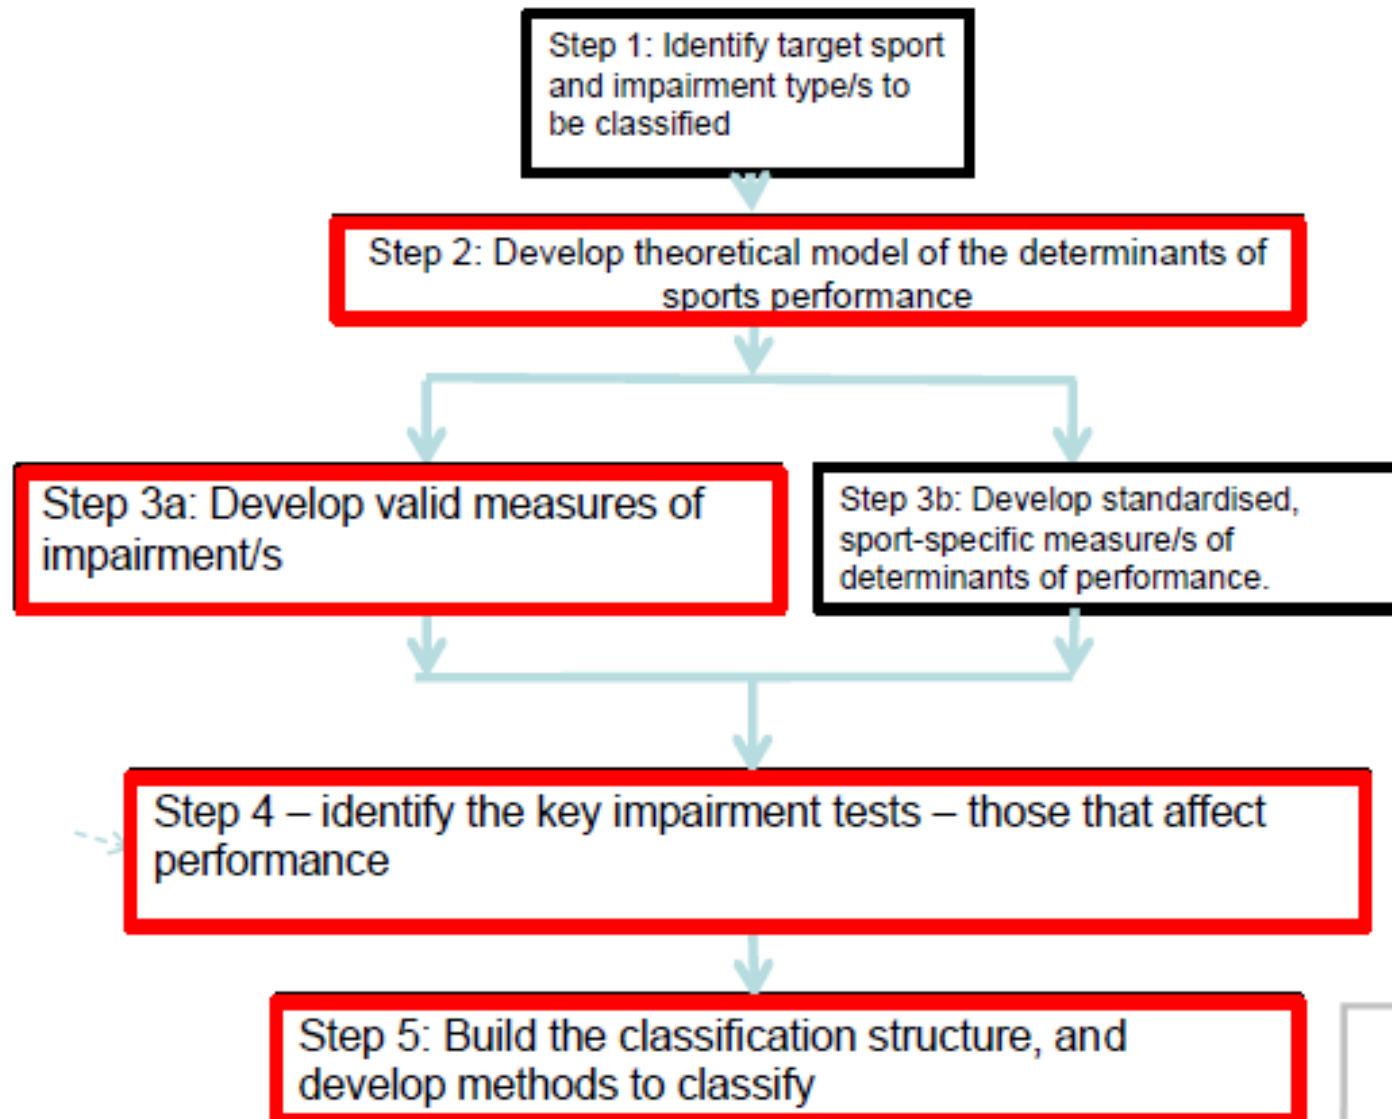 Step 1: Identify target sport
and impairment type/s to
be classified
Step 2: Develop theoretical model of the determinants of
sports performance
Step 3a: Develop valid measures of
impairment/s
Step 3b: Develop standardised,
sport-specific measure/s of
determinants of performance.
Step 4 – identify the key impairment tests – those that affect
performance
Step 5: Build the classification structure, and
develop methods to classify